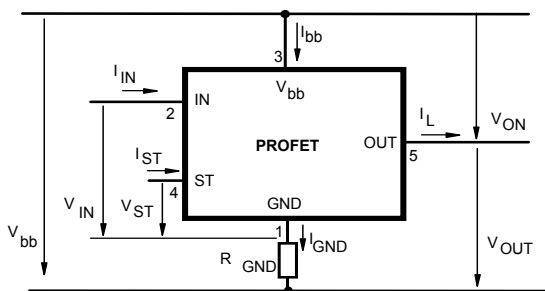 I bb
3
I IN
V bb
IN
2
I L
V ON
PROFET
OUT
I ST
5
ST
4
V IN
V ST
GND
V bb
1
I GND
R GND
V OUT